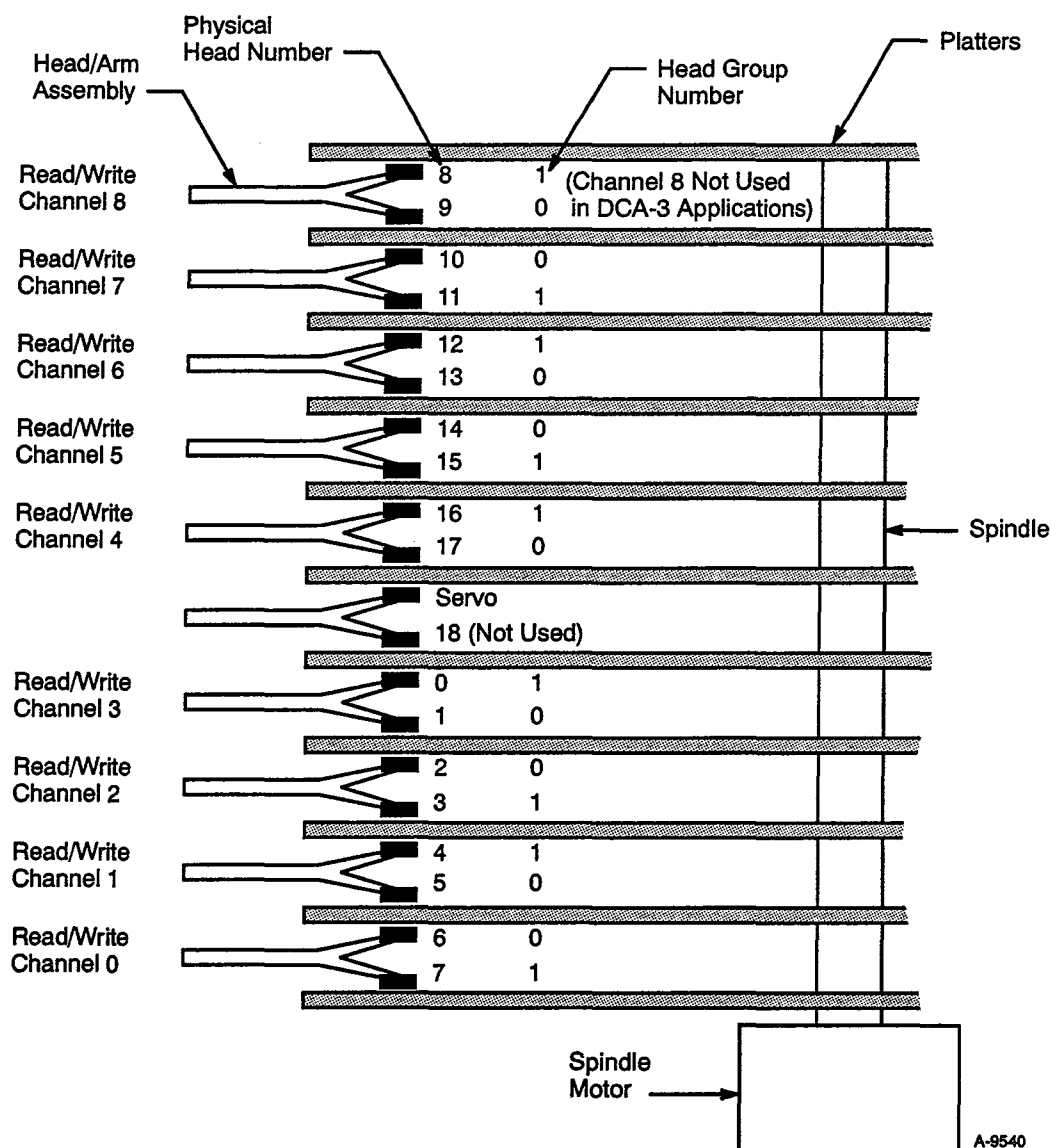 Physical
Head Number
Head/Arm
Assembly
Head Group
Number
Platters
Read/Write
Channel 8
8 1
9 0
(Channel 8 Not Used
in DCA-3 Applications)
Read/Write
Channel 7
10 0
11 1
Read/Write
Channel 6
12 1
13 0
Read/Write
Channel 5
14 0
15 1
Read/Write
Channel 4
16 1
17 0
Spindle
Servo
18 (Not Used)
Read/Write
Channel 3
0 1
1 0
Read/Write
Channel 2
2 0
3 1
Read/Write
Channel 1
4 1
5 0
Read/Write
Channel 0
6 0
7 1
Spindle
Motor
A-9540